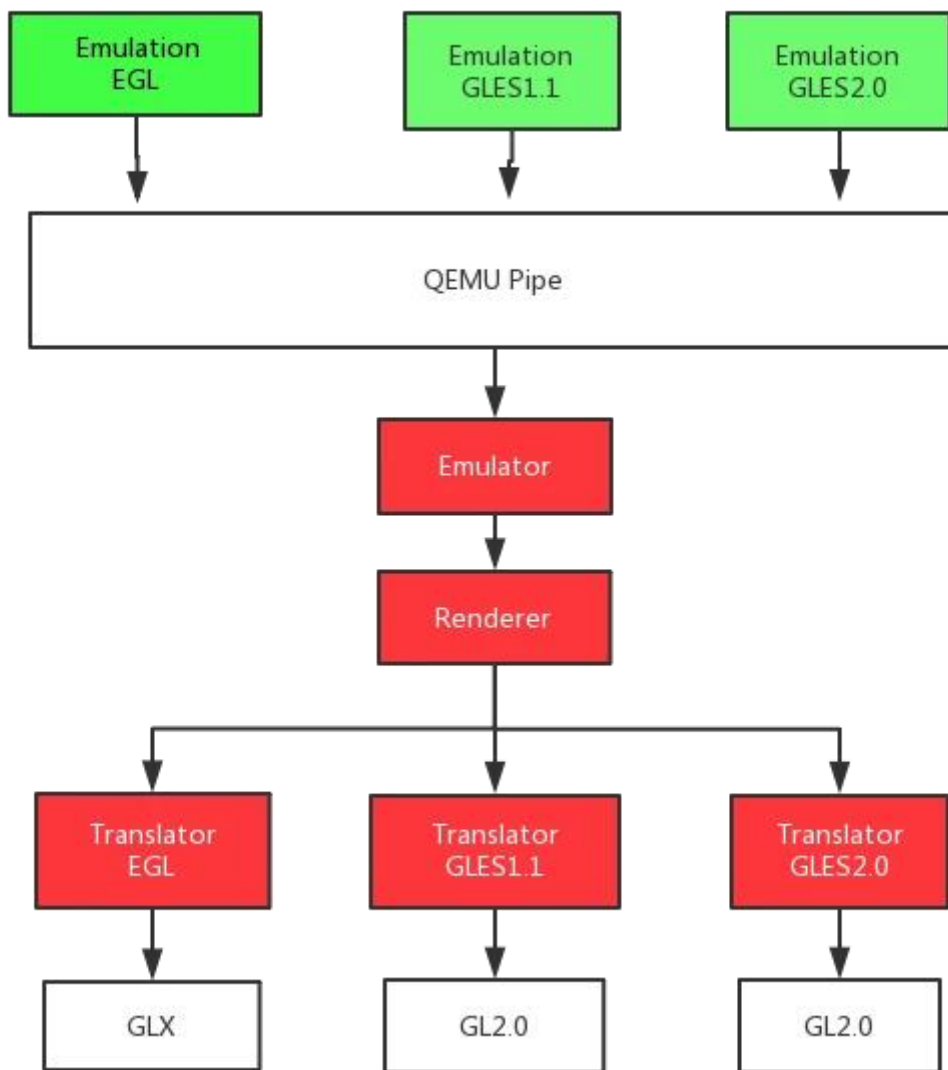 Emulation
EGL
Emulation
GLES1.1
Emulation
GLES2.0
QEMU Pipe
Emulator
Renderer
Translator
EGL
Translator
GLES1.1
Translator
GLES2.0
GLX
GL2.0
GL2.0